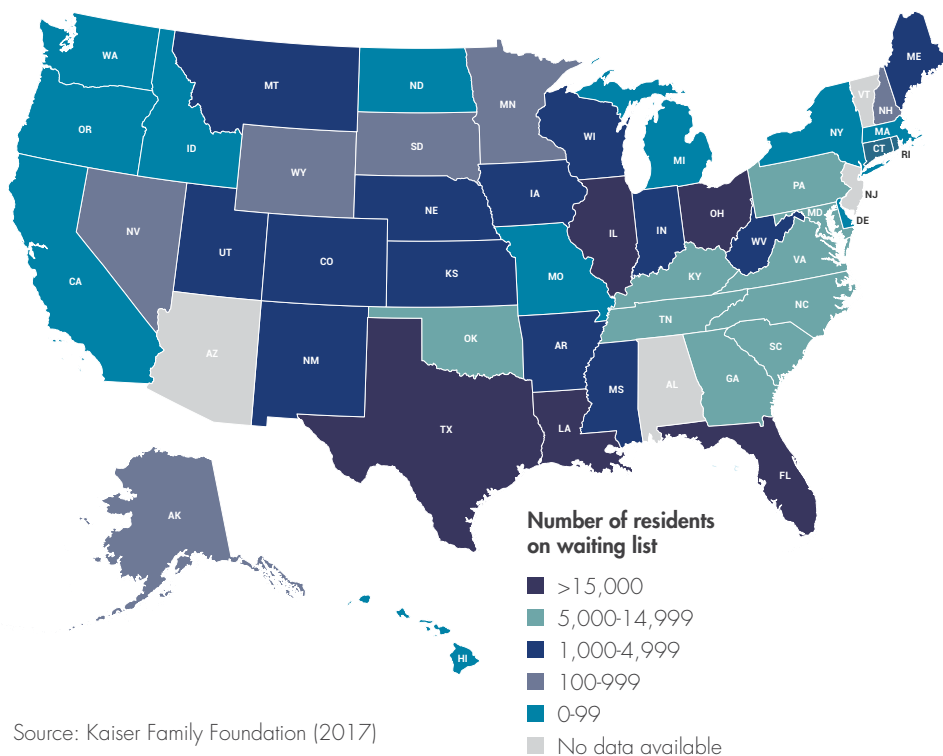 WA
MT
ND
MN
ME
VT
NH
OR
ID
WY
SD
WI
MI
NY
MA
CT
RI
NV
UT
CO
NE
IA
IL
IN
OH
PA
NJ
MD
DE
CA
KS
MO
KY
WV
VA
AZ
NM
OK
AR
TN
NC
SC
TX
LA
MS
AL
GA
FL
AK
HI
Number of residents
on waiting list
>15,000
5,000-14,999
1,000-4,999
100-999
0-99
No data available
Source: Kaiser Family Foundation (2017)